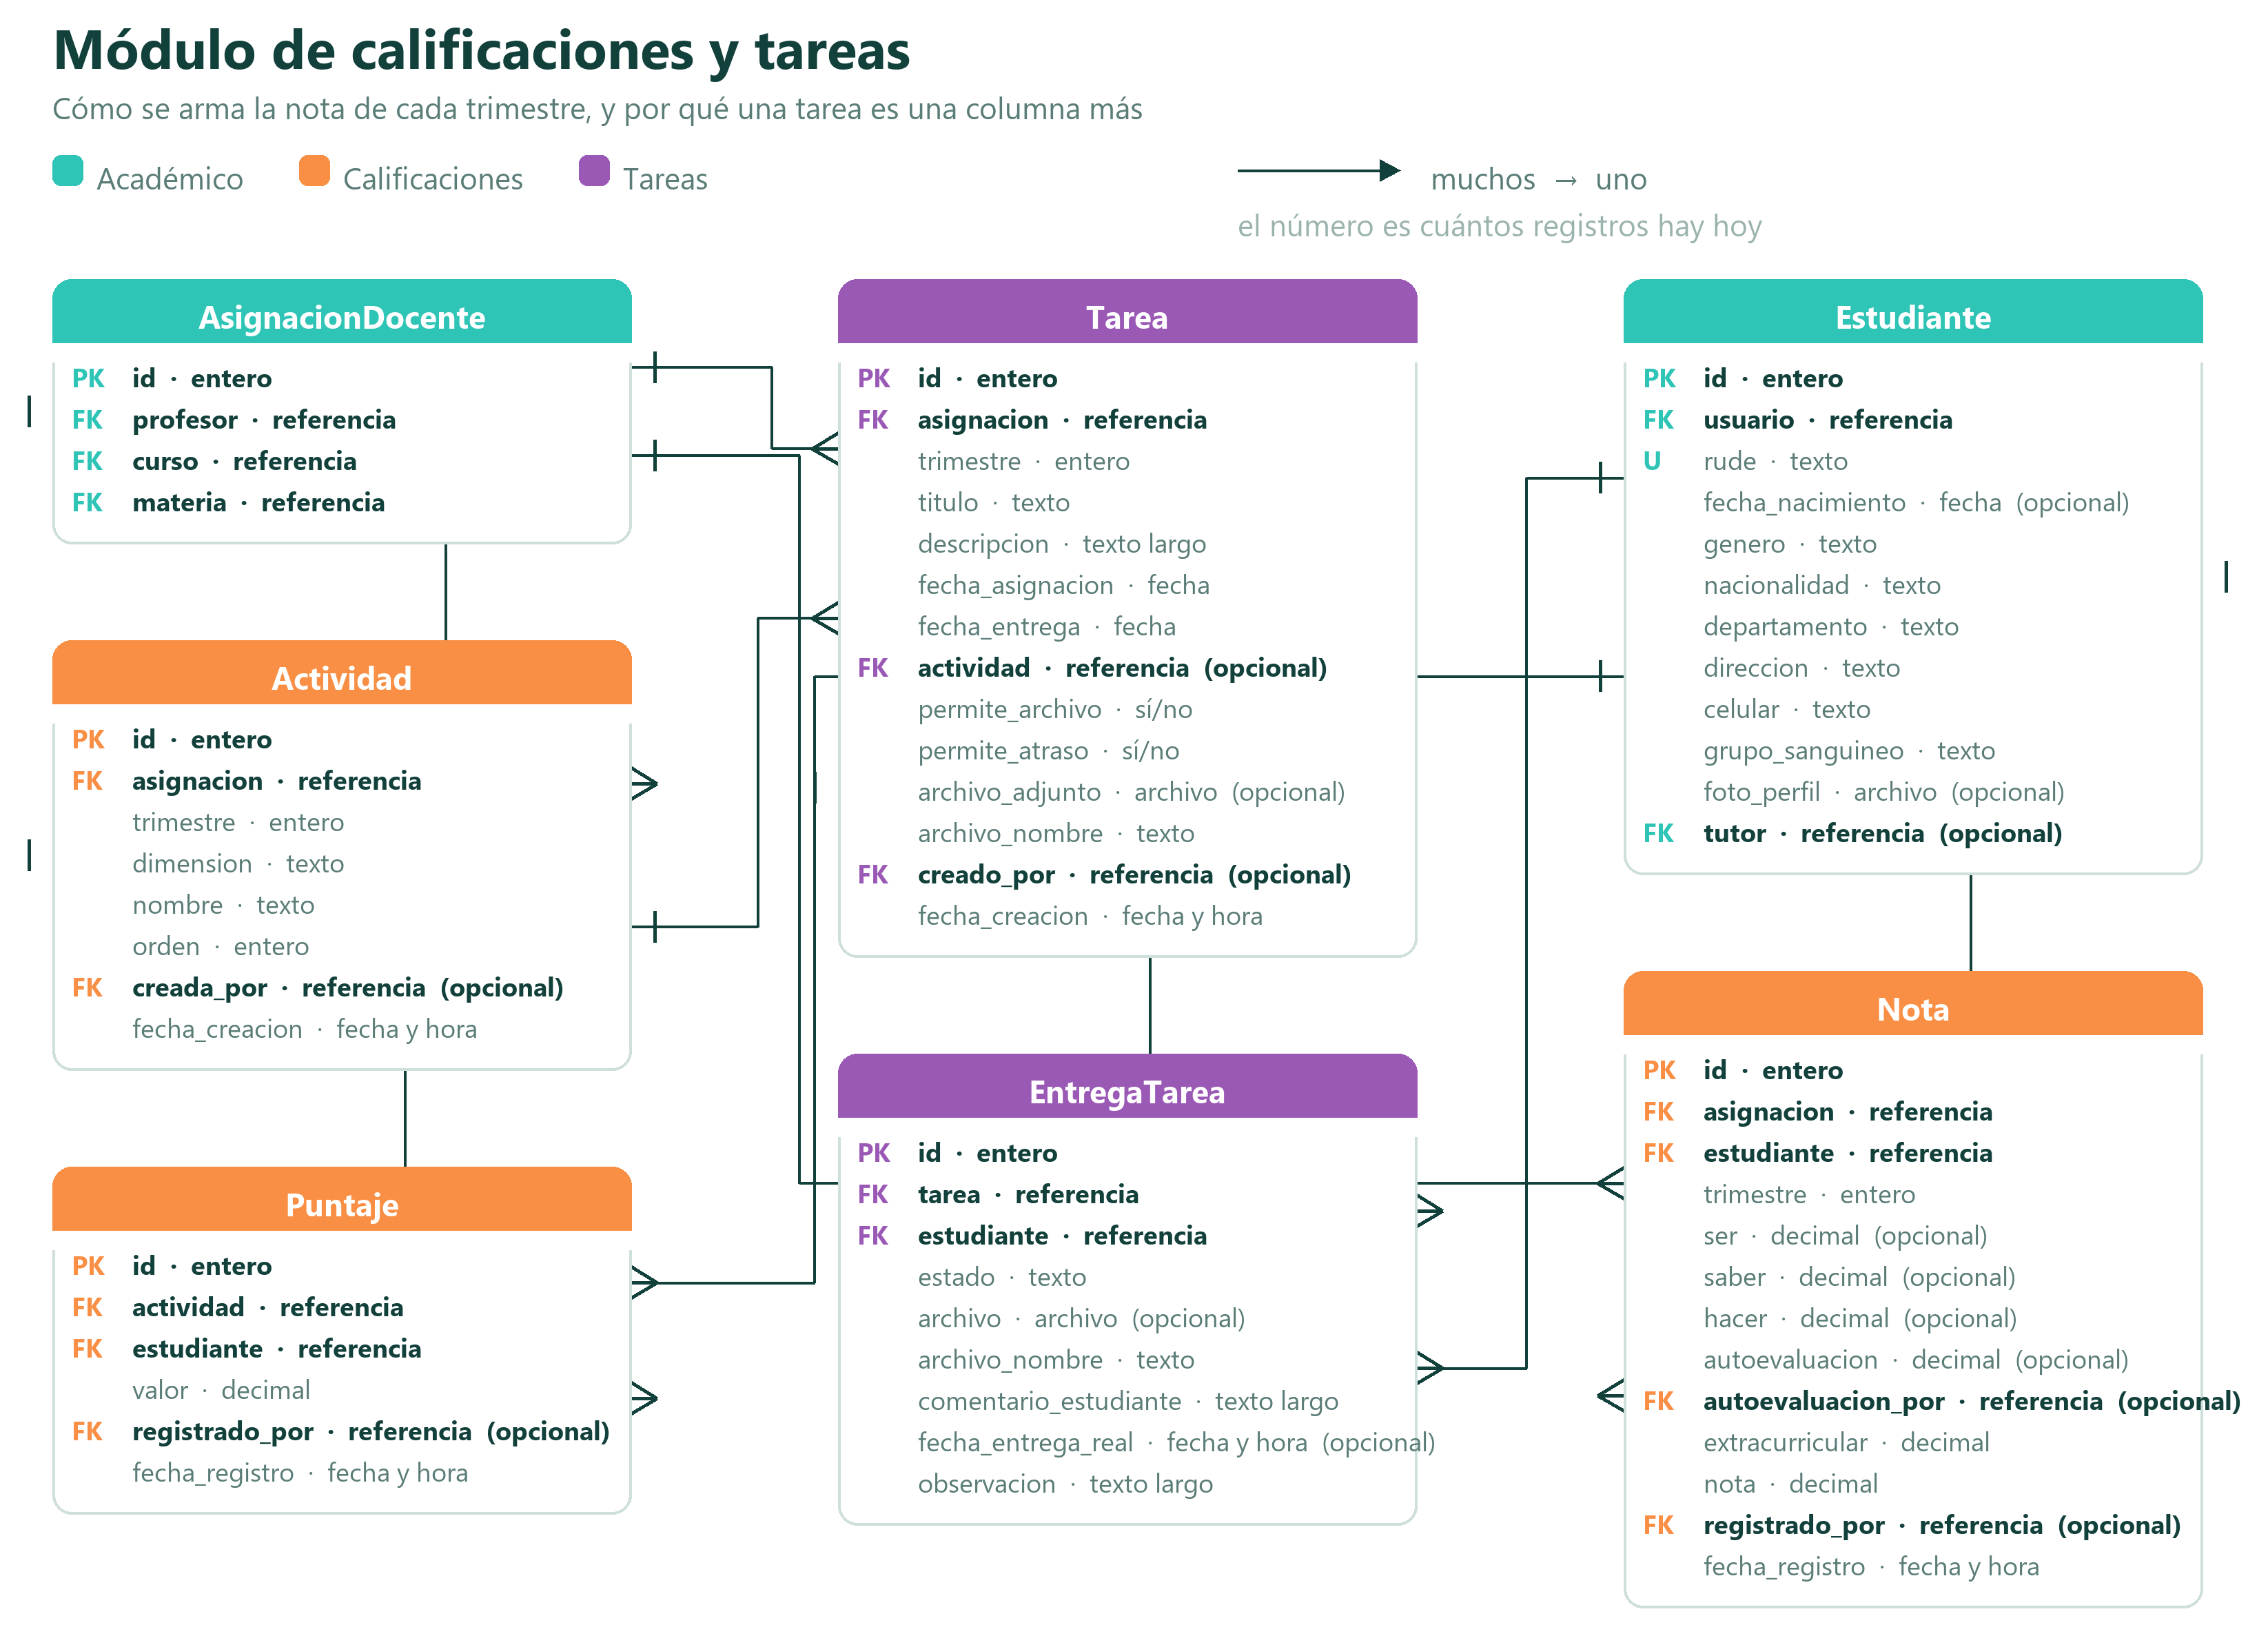 Módulo de calificaciones y tareas
Cómo se arma la nota de cada trimestre, y por qué una tarea es una columna más
Académico
Calificaciones
Tareas
muchos → uno
el número es cuántos registros hay hoy
AsignacionDocente
PK id · entero
FK profesor · referencia
FK curso · referencia
FK materia · referencia
Actividad
PK id · entero
FK asignacion · referencia
trimestre · entero
dimension · texto
nombre · texto
orden · entero
FK creada_por · referencia (opcional)
fecha_creacion · fecha y hora
Puntaje
PK id · entero
FK actividad · referencia
FK estudiante · referencia
valor · decimal
FK registrado_por · referencia (opcional)
fecha_registro · fecha y hora
Tarea
PK id · entero
FK asignacion · referencia
trimestre · entero
titulo · texto
descripcion · texto largo
fecha_asignacion · fecha
fecha_entrega · fecha
FK actividad · referencia (opcional)
permite_archivo · sí/no
permite_atraso · sí/no
archivo_adjunto · archivo (opcional)
archivo_nombre · texto
FK creado_por · referencia (opcional)
fecha_creacion · fecha y hora
EntregaTarea
PK id · entero
FK tarea · referencia
FK estudiante · referencia
estado · texto
archivo · archivo (opcional)
archivo_nombre · texto
comentario_estudiante · texto largo
fecha_entrega_real · fecha y hora (opcional)
observacion · texto largo
Estudiante
PK id · entero
FK usuario · referencia
U rude · texto
fecha_nacimiento · fecha (opcional)
genero · texto
nacionalidad · texto
departamento · texto
direccion · texto
celular · texto
grupo_sanguineo · texto
foto_perfil · archivo (opcional)
FK tutor · referencia (opcional)
Nota
PK id · entero
FK asignacion · referencia
FK estudiante · referencia
trimestre · entero
ser · decimal (opcional)
saber · decimal (opcional)
hacer · decimal (opcional)
autoevaluacion · decimal (opcional)
FK autoevaluacion_por · referencia (opcional)
extracurricular · decimal
nota · decimal
FK registrado_por · referencia (opcional)
fecha_registro · fecha y hora